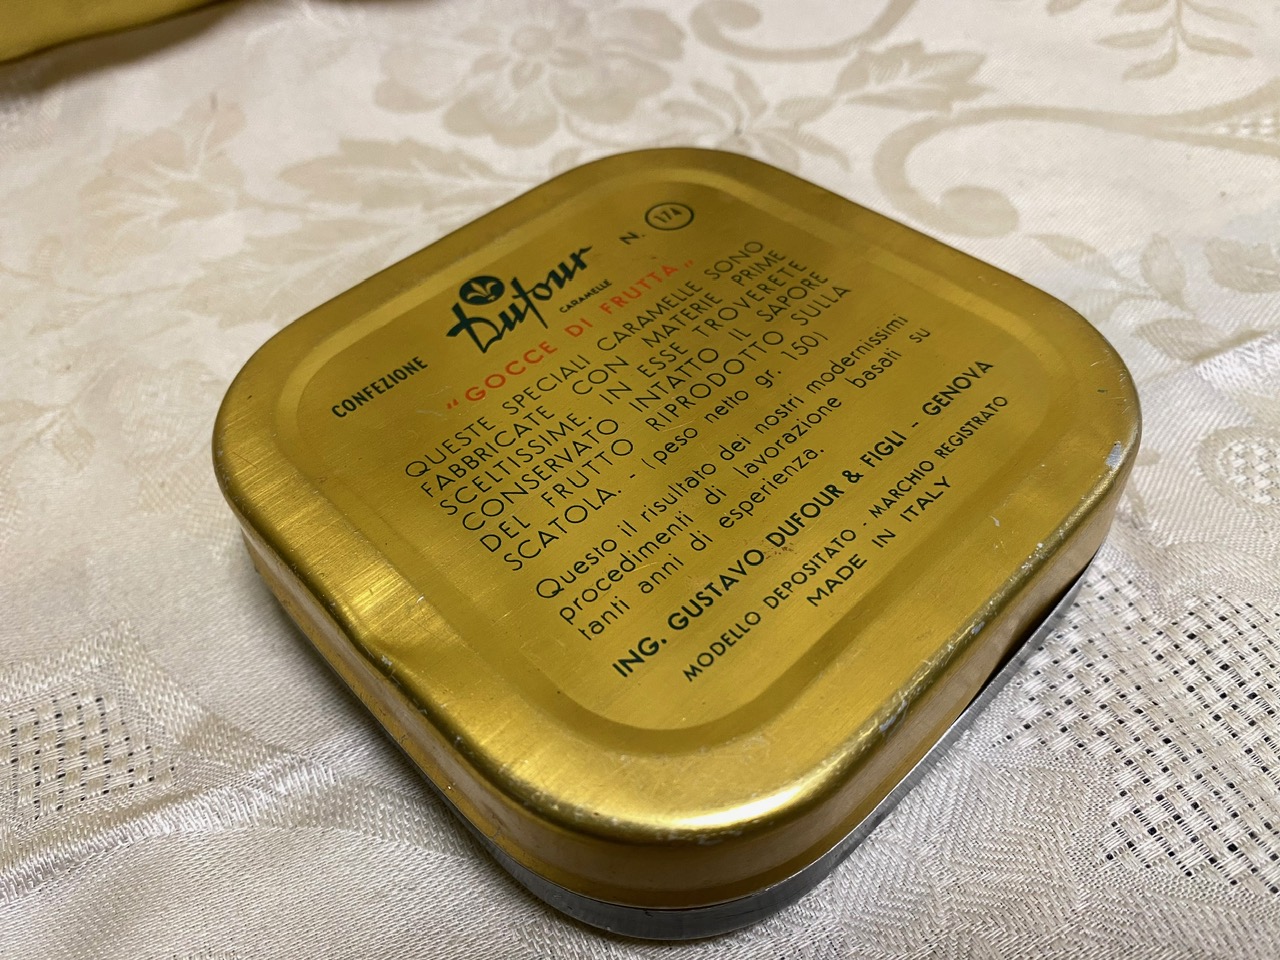 CONFEZIONE Dufour N. 174
CARAMELLE
"GOCCE DI FRUTTA"
QUESTE SPECIALI CARAMELLE SONO
FABBRICATE CON MATERIE PRIME
SCELTISSIME. IN ESSE TROVERETE
CONSERVATO INTATTO IL SAPORE
DEL FRUTTO RIPRODOTTO SULLA
SCATOLA. - (peso netto gr. 150)
Questo il risultato dei nostri modernissimi
procedimenti di lavorazione basati su
tanti anni di esperienza.
ING. GUSTAVO DUFOUR & FIGLI - GENOVA
MODELLO DEPOSITATO - MARCHIO REGISTRATO
MADE IN ITALY